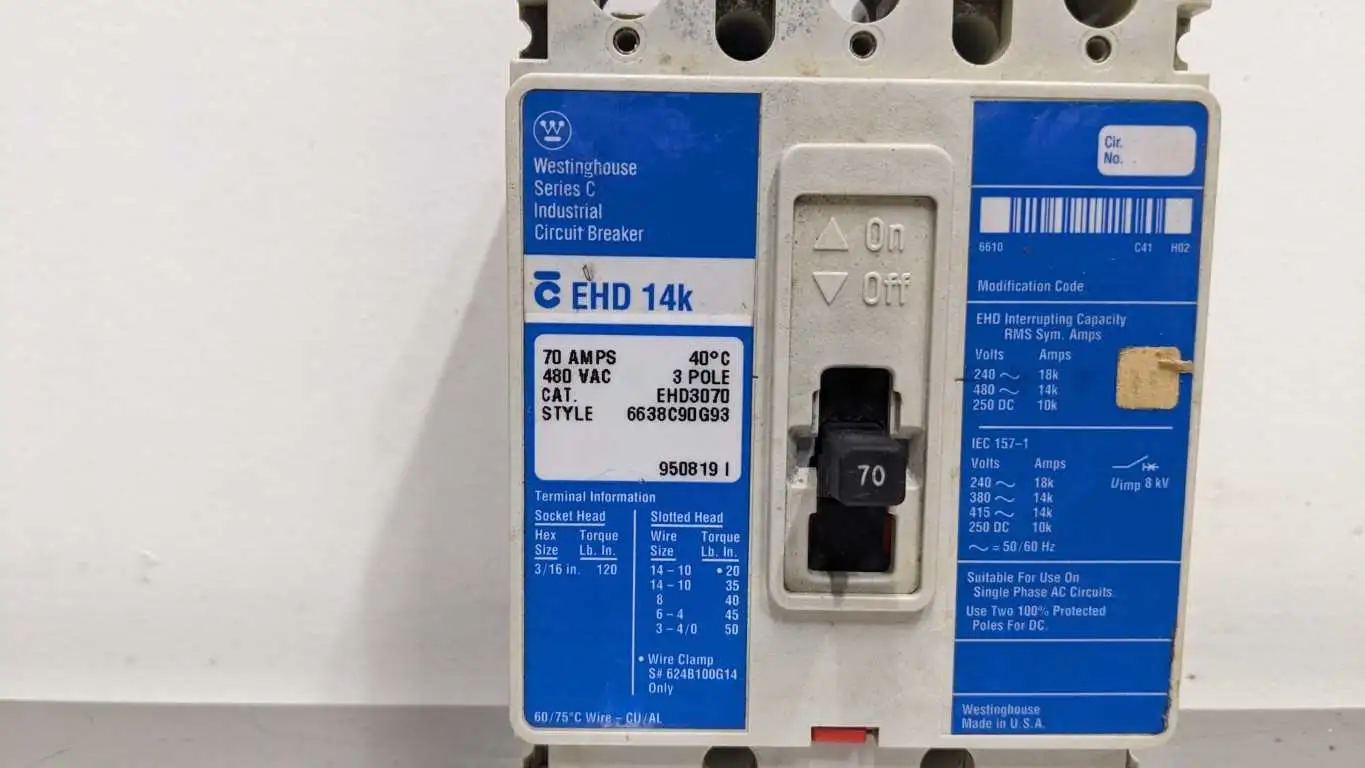 Westinghouse
Series C
Industrial
Circuit Breaker
C EHD 14k
70 AMPS 40°C
480 VAC 3 POLE
CAT. EHD3070
STYLE 6638C90G93
950819 I
Terminal Information
Socket Head
Hex Torque
Size Lb. In.
3/16 in. 120
Slotted Head
Wire Torque
Size Lb. In.
14 – 10 • 20
14 – 10 35
8 40
6 – 4 45
3 – 4/0 50
• Wire Clamp
S# 624B100G14
Only
60/75°C Wire – CU/AL
On
Off
70
Cir.
No.
6610 C41 H02
Modification Code
EHD Interrupting Capacity
RMS Sym. Amps
Volts Amps
240 ~ 18k
480 ~ 14k
250 DC 10k
IEC 157–1
Volts Amps
240 ~ 18k
380 ~ 14k
415 ~ 14k
250 DC 10k
Uimp 8 kV
~ = 50/60 Hz
Suitable For Use On
Single Phase AC Circuits.
Use Two 100% Protected
Poles For DC.
Westinghouse
Made in U.S.A.